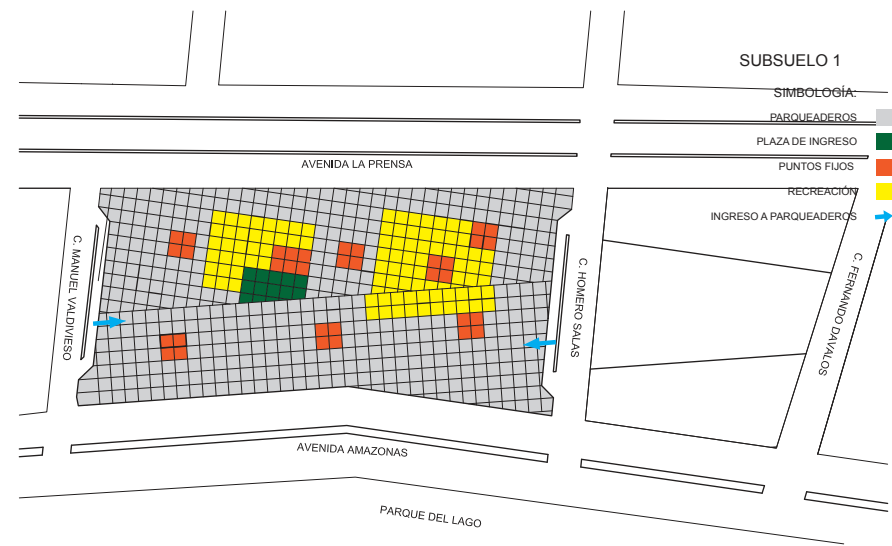 SUBSUELO 1
SIMBOLOGÍA:
PARQUEADEROS
PLAZA DE INGRESO
PUNTOS FIJOS
RECREACIÓN
INGRESO A PARQUEADEROS
AVENIDA LA PRENSA
C. MANUEL VALDIVIESO
C. HOMERO SALAS
C. FERNANDO DAVALOS
AVENIDA AMAZONAS
PARQUE DEL LAGO